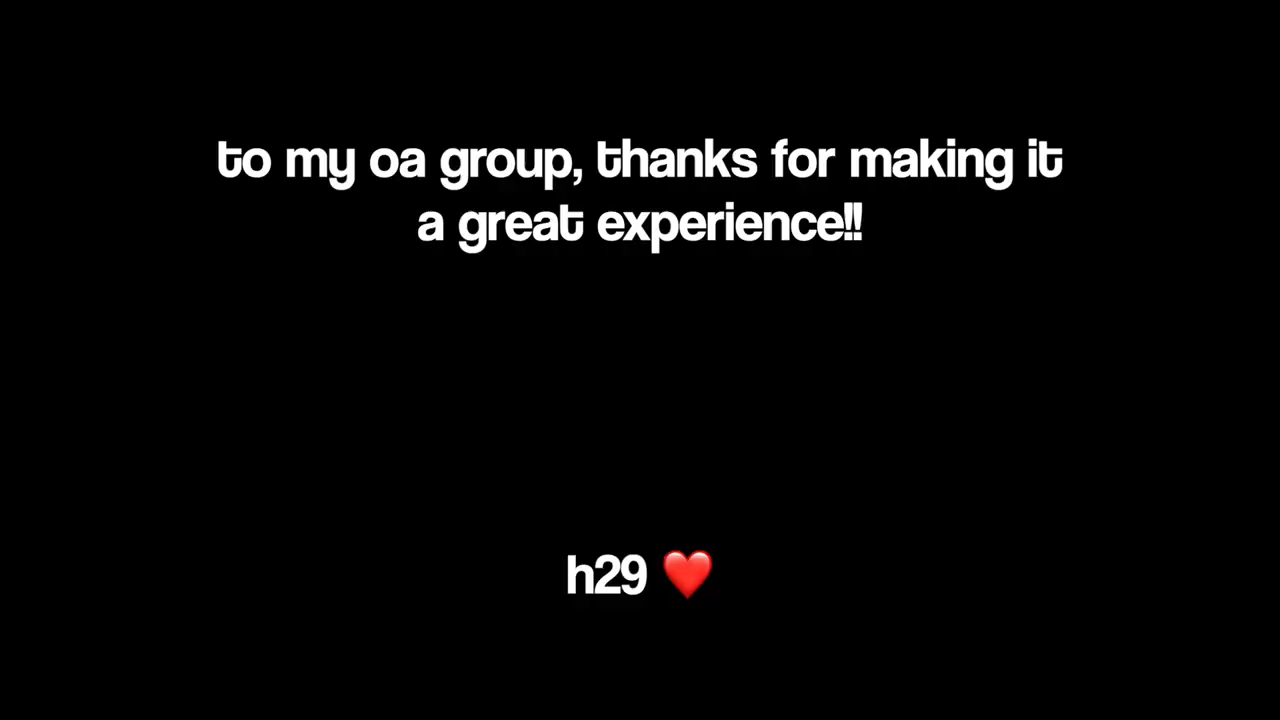 to my oa group, thanks for making it
a great experience!!
h29 ❤️